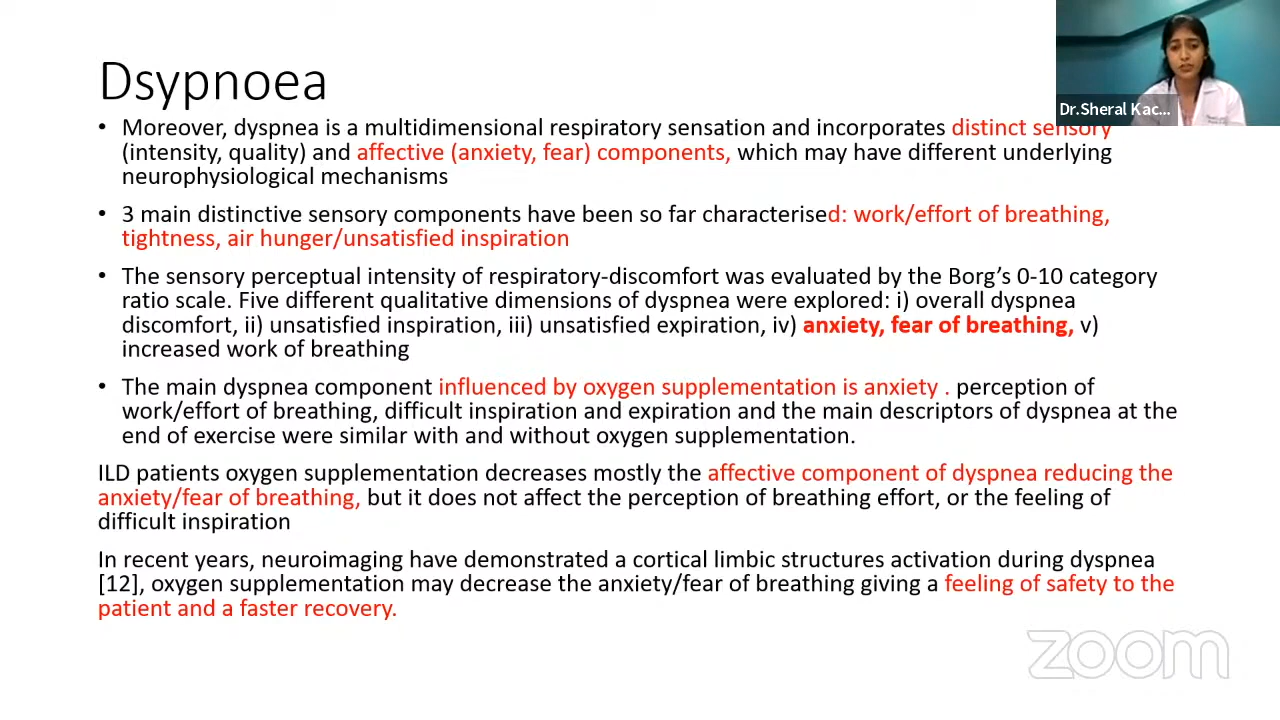 Dsypnoea
Dr.Sheral Kac...
• Moreover, dyspnea is a multidimensional respiratory sensation and incorporates distinct sensory
(intensity, quality) and affective (anxiety, fear) components, which may have different underlying
neurophysiological mechanisms
• 3 main distinctive sensory components have been so far characterised: work/effort of breathing,
tightness, air hunger/unsatisfied inspiration
• The sensory perceptual intensity of respiratory-discomfort was evaluated by the Borg’s 0-10 category
ratio scale. Five different qualitative dimensions of dyspnea were explored: i) overall dyspnea
discomfort, ii) unsatisfied inspiration, iii) unsatisfied expiration, iv) anxiety, fear of breathing, v)
increased work of breathing
• The main dyspnea component influenced by oxygen supplementation is anxiety . perception of
work/effort of breathing, difficult inspiration and expiration and the main descriptors of dyspnea at the
end of exercise were similar with and without oxygen supplementation.
ILD patients oxygen supplementation decreases mostly the affective component of dyspnea reducing the
anxiety/fear of breathing, but it does not affect the perception of breathing effort, or the feeling of
difficult inspiration
In recent years, neuroimaging have demonstrated a cortical limbic structures activation during dyspnea
[12], oxygen supplementation may decrease the anxiety/fear of breathing giving a feeling of safety to the
patient and a faster recovery.
zoom